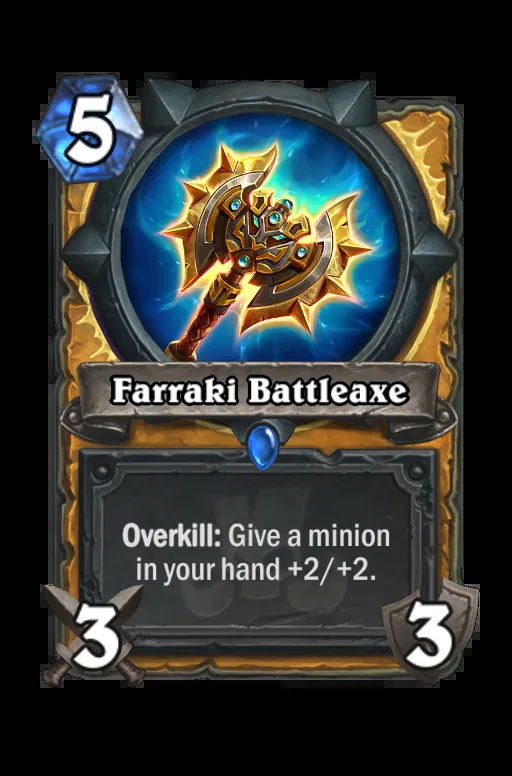 5
Farraki Battleaxe
Overkill: Give a minion
in your hand +2/+2.
3
3